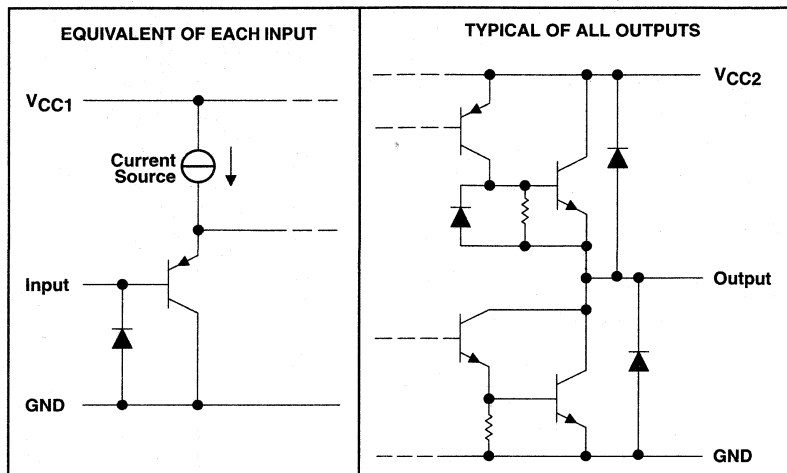 EQUIVALENT OF EACH INPUT
VCC1
Current
Source
Input
GND
TYPICAL OF ALL OUTPUTS
VCC2
Output
GND